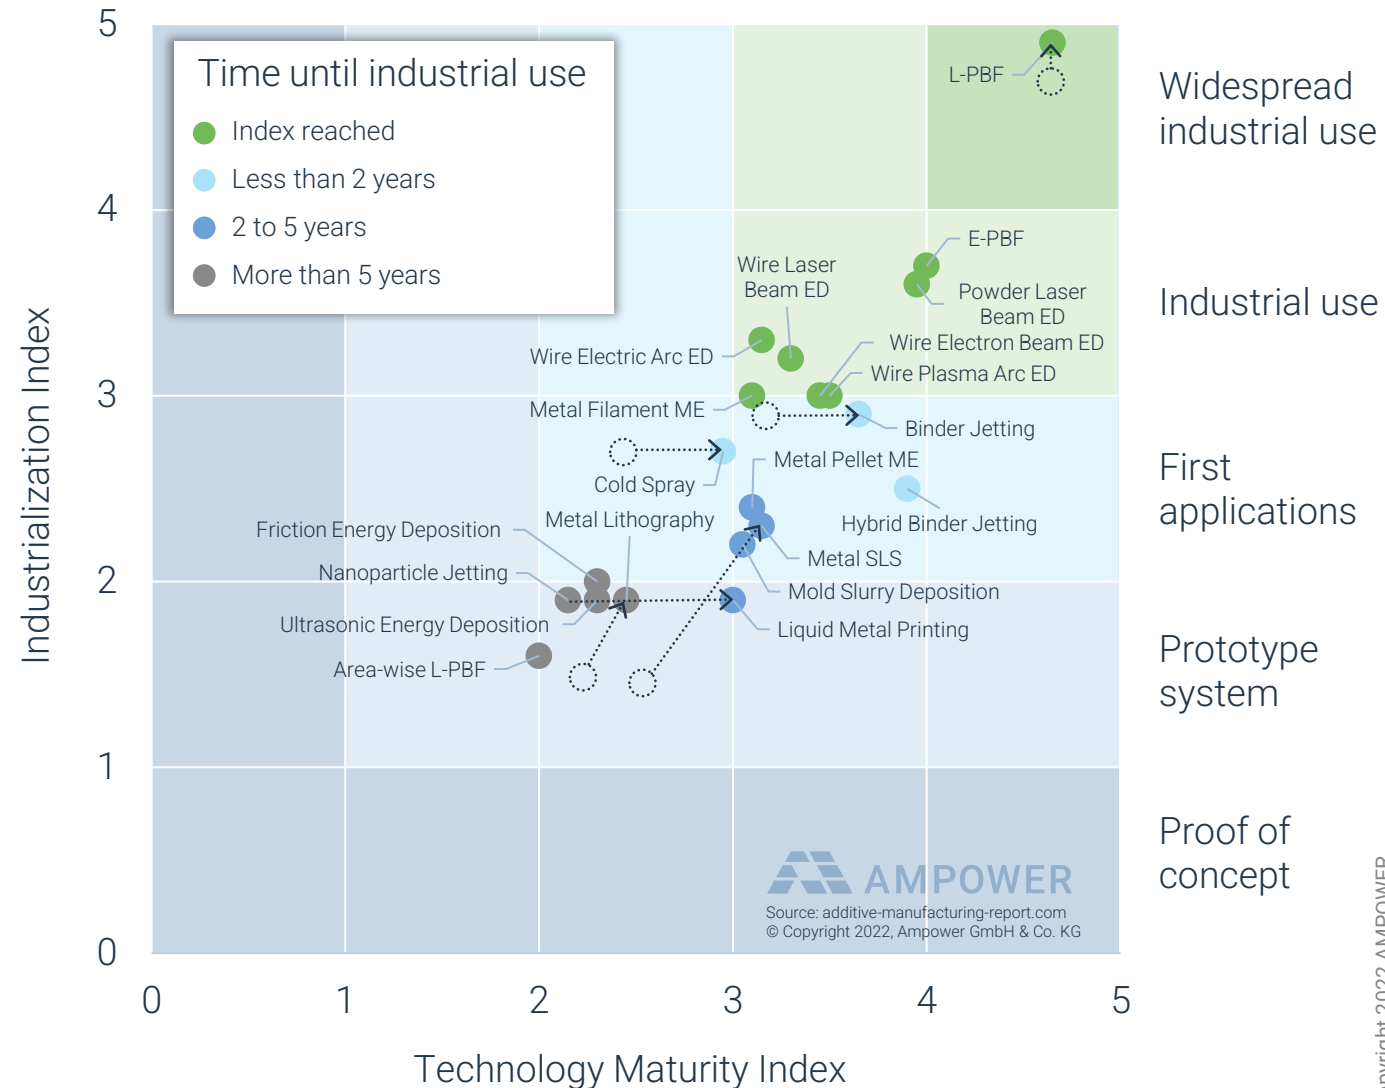 5
Time until industrial use
Index reached
Less than 2 years
2 to 5 years
More than 5 years
L-PBF
Widespread
industrial use
4
E-PBF
Wire Laser
Beam ED
Powder Laser
Beam ED
Industrial use
Wire Electric Arc ED
Wire Electron Beam ED
Wire Plasma Arc ED
3
Metal Filament ME
Binder Jetting
Metal Pellet ME
Cold Spray
First
applications
Friction Energy Deposition
Metal Lithography
Hybrid Binder Jetting
Metal SLS
Nanoparticle Jetting
2
Mold Slurry Deposition
Ultrasonic Energy Deposition
Liquid Metal Printing
Area-wise L-PBF
Prototype
system
1
Proof of
concept
AMPOWER
Source: additive-manufacturing-report.com
© Copyright 2022, Ampower GmbH & Co. KG
0
0 1 2 3 4 5
Technology Maturity Index
Industrialization Index
2022 AMPOWER